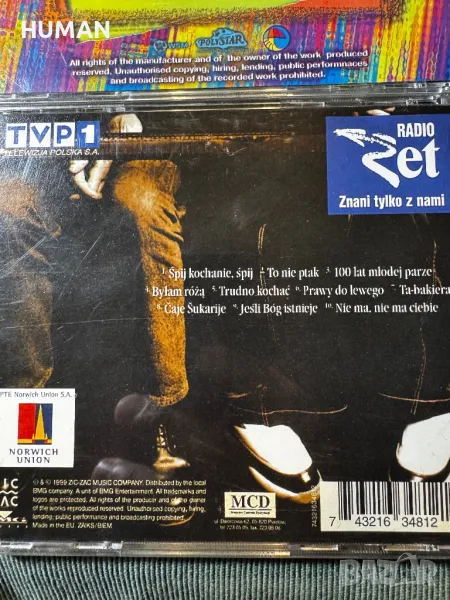 HUMAN
POLYSTAR
All rights of the manufacturer and of the owner of the work produced
reserved. Unauthorised copying, hiring, lending, public performances
and broadcasting of the recorded work prohibited.
TVP1
TELEWIZJA POLSKA S.A.
RADIO
Zet
Znani tylko z nami
1. Śpij kochanie, śpij 2. To nie ptak 3. 100 lat młodej parze
4. Byłam różą 5. Trudno kochać 6. Prawy do lewego 7. Ta-bakiera
8. Čaje Šukarije 9. Jeśli Bóg istnieje 10. Nie ma, nie ma ciebie
PTE Norwich Union S.A.
NORWICH
UNION
ZIC
ZAC
℗ & © 1999 ZIC-ZAC MUSIC COMPANY. Distributed by the local
BMG company. A unit of BMG Entertainment. All trademarks and
logos are protected. All rights of the producer and of the owner
of the work reproduced reserved. Unauthorised copying, hiring,
lending, public performance and broadcasting prohibited.
Made in the EU. ZAIKS/BIEM
MCD
7 43216 34812
bazar